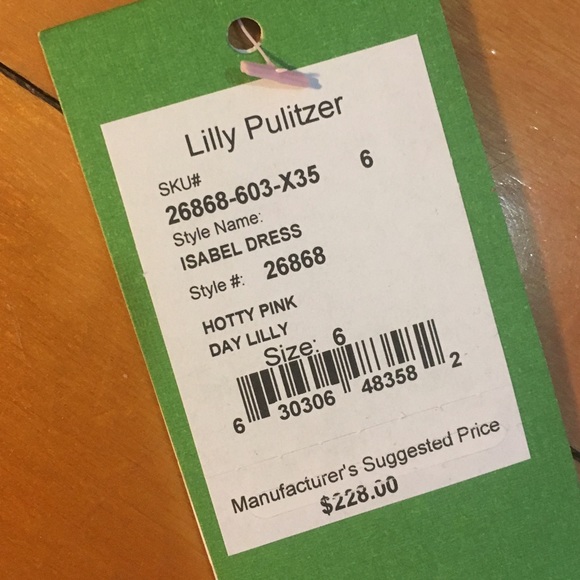 Lilly Pulitzer
SKU#
26868-603-X35 6
Style Name:
ISABEL DRESS
Style #: 26868
HOTTY PINK
DAY LILLY
Size: 6
6 30306 48358 2
Manufacturer's Suggested Price
$228.00